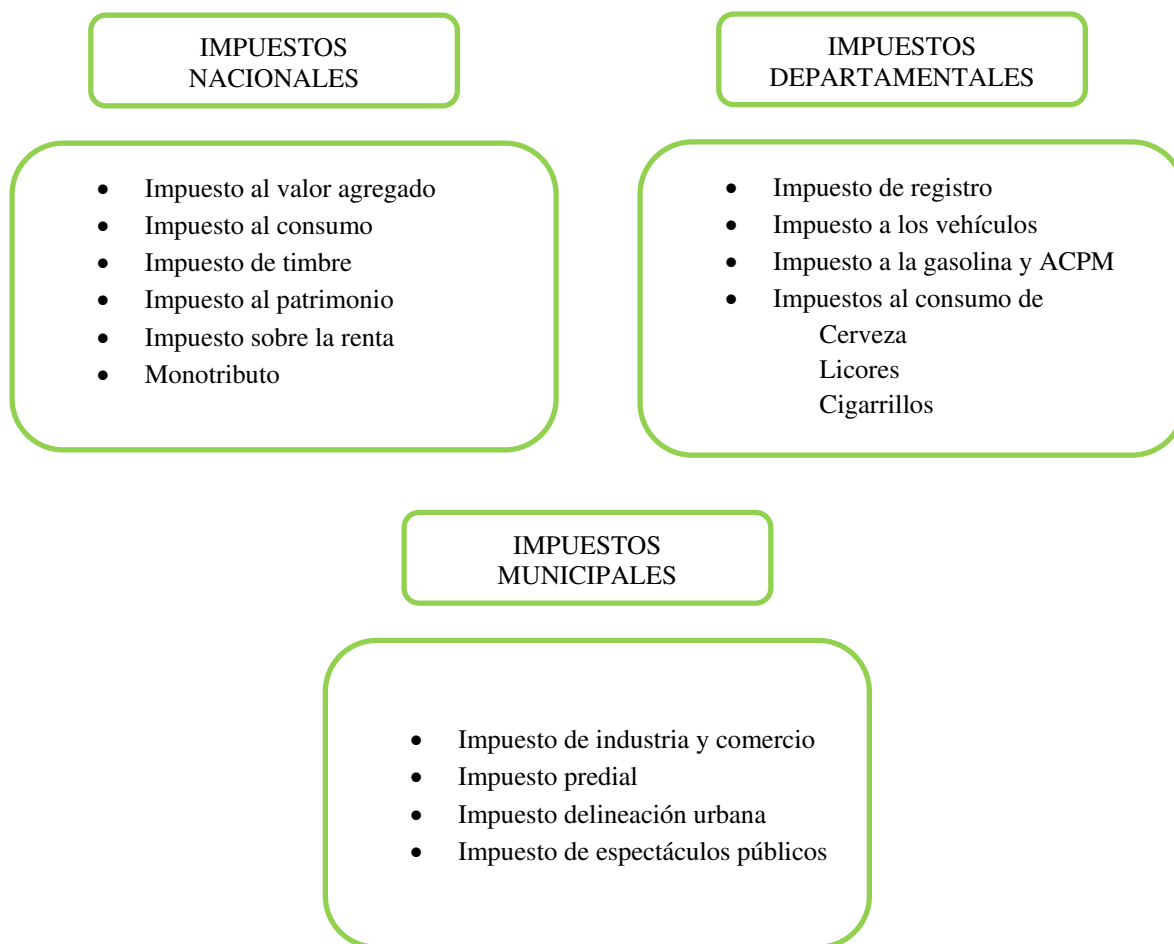 IMPUESTOS
NACIONALES
• Impuesto al valor agregado
• Impuesto al consumo
• Impuesto de timbre
• Impuesto al patrimonio
• Impuesto sobre la renta
• Monotributo
IMPUESTOS
DEPARTAMENTALES
• Impuesto de registro
• Impuesto a los vehículos
• Impuesto a la gasolina y ACPM
• Impuestos al consumo de
Cerveza
Licores
Cigarrillos
IMPUESTOS
MUNICIPALES
• Impuesto de industria y comercio
• Impuesto predial
• Impuesto delineación urbana
• Impuesto de espectáculos públicos